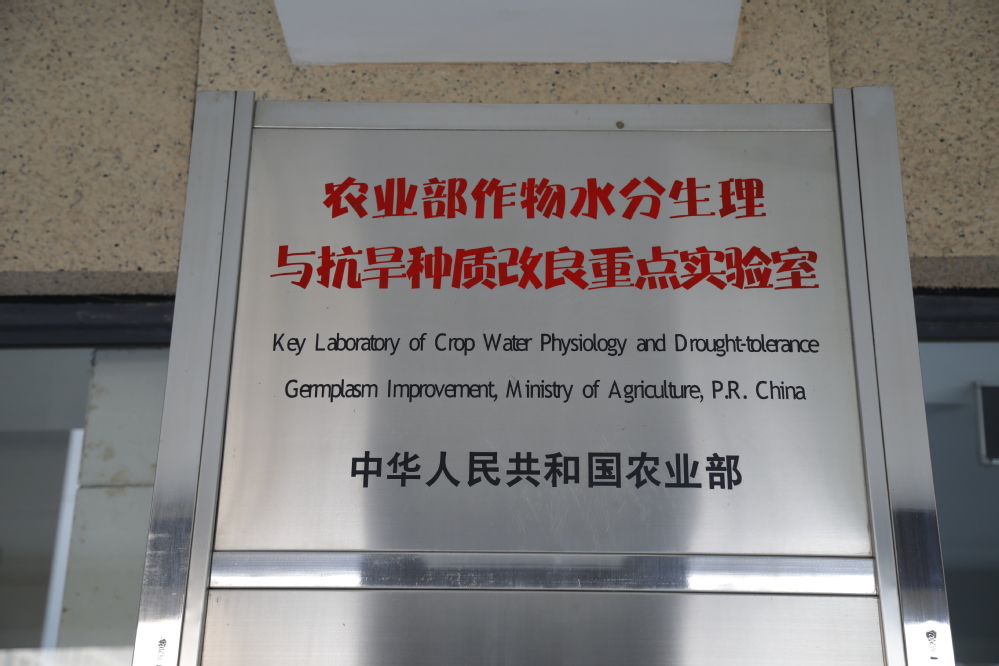 农业部作物水分生理
与抗旱种质改良重点实验室
Key Laboratory of Crop Water Physiology and Drought-tolerance
Germplasm Improvement, Ministry of Agriculture, P.R. China
中华人民共和国农业部